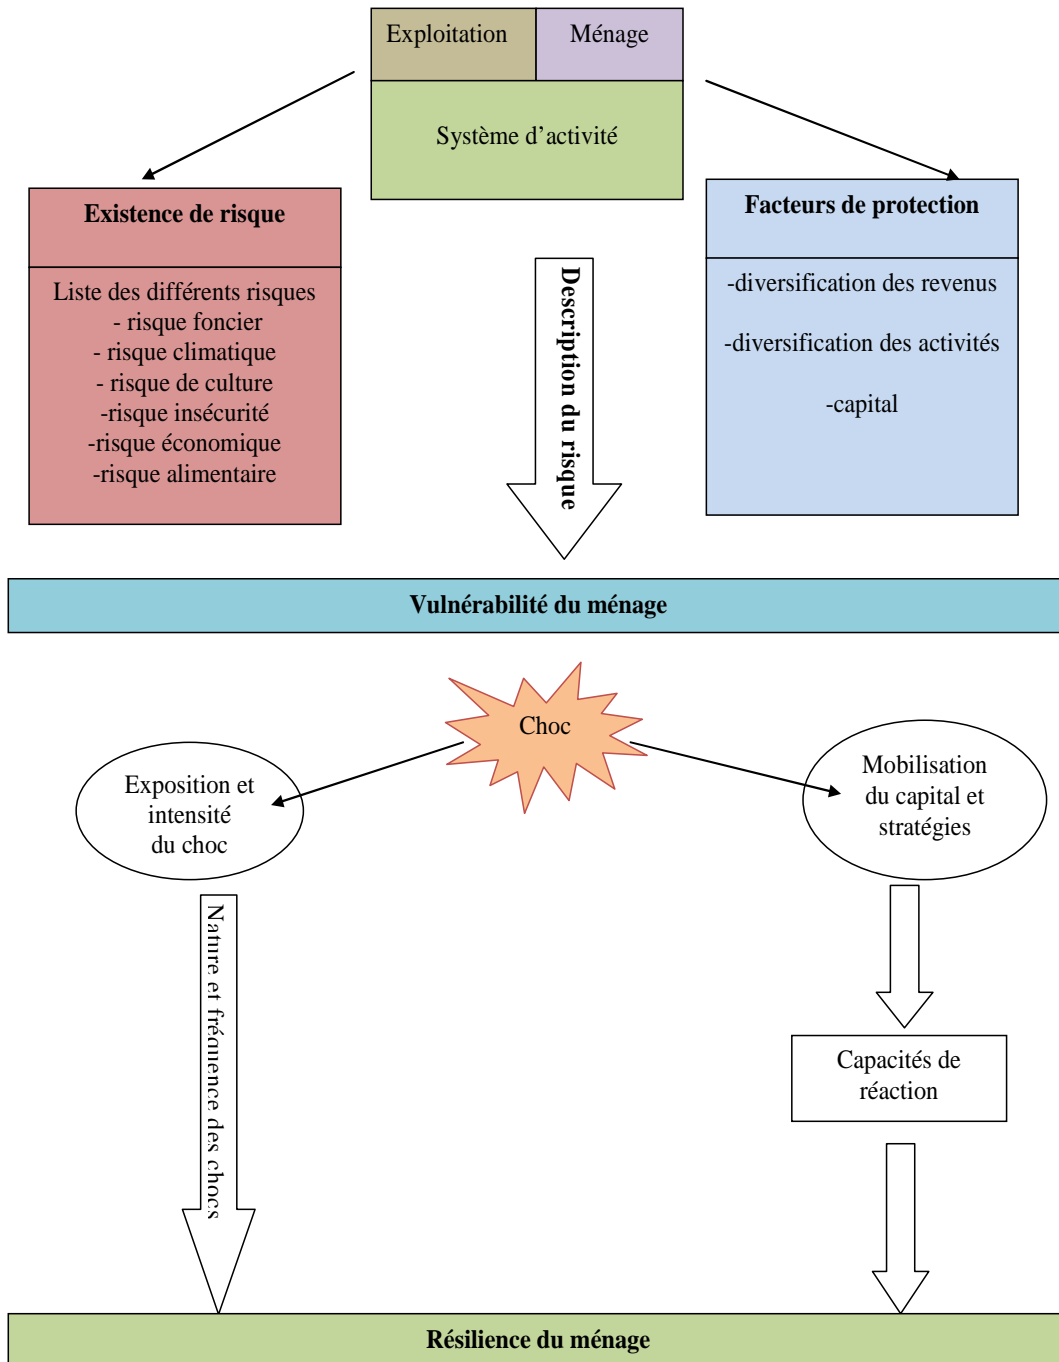 Exploitation
Ménage
Système d'activité
Existence de risque
Liste des différents risques
- risque foncier
- risque climatique
- risque de culture
-risque insécurité
-risque économique
-risque alimentaire
Description du risque
Facteurs de protection
-diversification des revenus
-diversification des activités
-capital
Vulnérabilité du ménage
Choc
Exposition et
intensité
du choc
Mobilisation
du capital et
stratégies
Nature et fréquence des chocs
Capacités de
réaction
Résilience du ménage